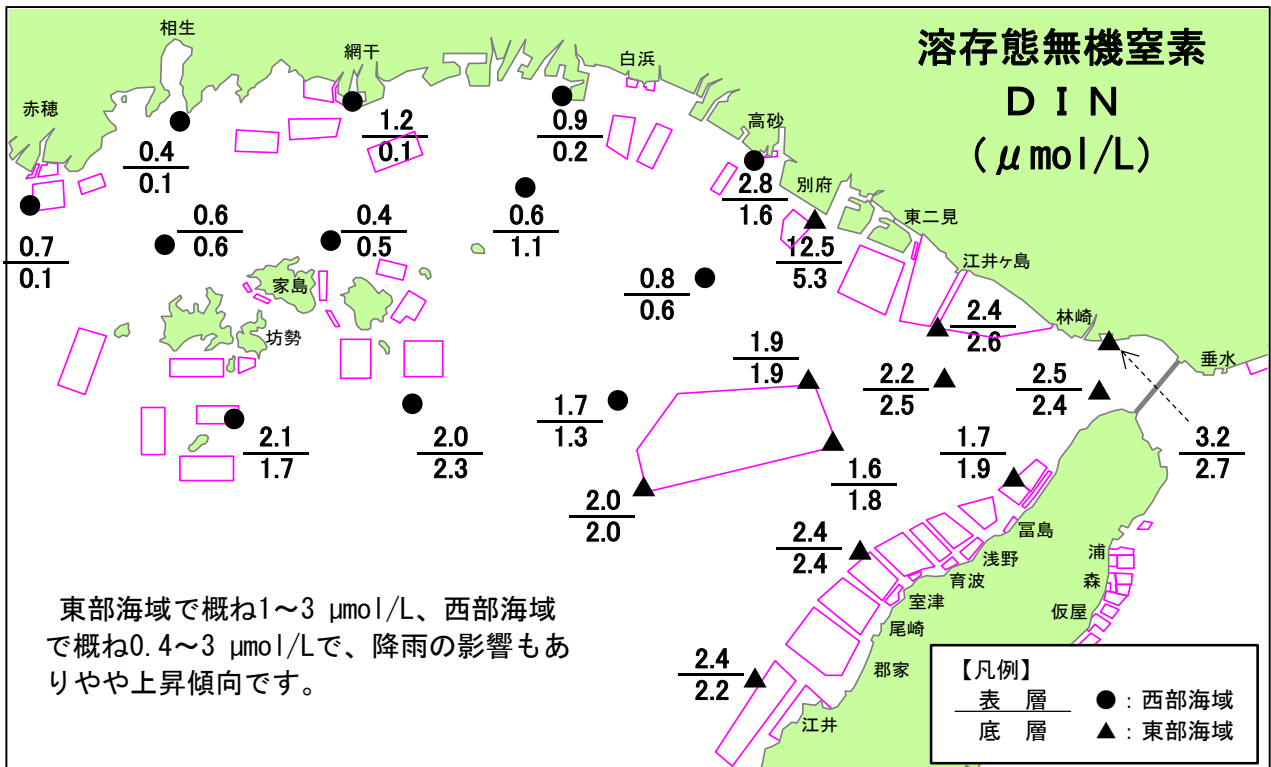 溶存態無機窒素
ＤＩＮ
(μmol/L)
相生
網干
白浜
赤穂
高砂
別府
東二見
江井ヶ島
林崎
垂水
家島
坊勢
1.2
0.1
0.9
0.2
0.4
0.1
2.8
1.6
0.7
0.1
0.6
0.6
0.4
0.5
0.6
1.1
12.5
5.3
0.8
0.6
2.4
2.6
1.9
1.9
2.2
2.5
2.5
2.4
3.2
2.7
2.1
1.7
2.0
2.3
1.7
1.3
1.6
1.8
1.7
1.9
2.0
2.0
2.4
2.4
2.4
2.2
冨島
浅野
育波
室津
尾崎
郡家
江井
浦
森
仮屋
東部海域で概ね1～3 μmol/L、西部海域
で概ね0.4～3 μmol/Lで、降雨の影響もあ
りやや上昇傾向です。
【凡例】
表　層 ●：西部海域
底　層 ▲：東部海域